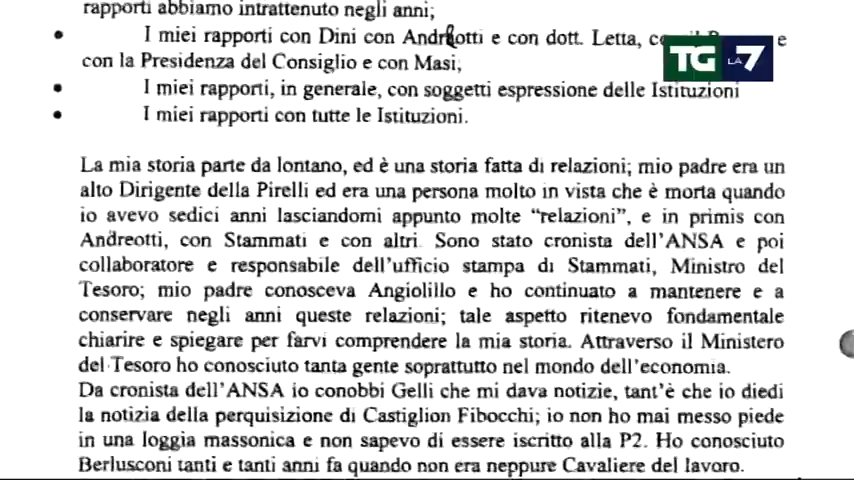 rapporti abbiamo intrattenuto negli anni;
• I miei rapporti con Dini con Andreotti e con dott. Letta, e
con la Presidenza del Consiglio e con Masi;
TG LA 7
• I miei rapporti, in generale, con soggetti espressione delle Istituzioni
• I miei rapporti con tutte le Istituzioni.
La mia storia parte da lontano, ed è una storia fatta di relazioni; mio padre era un
alto Dirigente della Pirelli ed era una persona molto in vista che è morta quando
io avevo sedici anni lasciandomi appunto molte “relazioni”, e in primis con
Andreotti, con Stammati e con altri. Sono stato cronista dell’ANSA e poi
collaboratore e responsabile dell’ufficio stampa di Stammati, Ministro del
Tesoro; mio padre conosceva Angiolillo e ho continuato a mantenere e a
conservare negli anni queste relazioni; tale aspetto ritenevo fondamentale
chiarire e spiegare per farvi comprendere la mia storia. Attraverso il Ministero
del Tesoro ho conosciuto tanta gente soprattutto nel mondo dell’economia.
Da cronista dell’ANSA io conobbi Gelli che mi dava notizie, tant’è che io diedi
la notizia della perquisizione di Castiglion Fibocchi; io non ho mai messo piede
in una loggia massonica e non sapevo di essere iscritto alla P2. Ho conosciuto
Berlusconi tanti e tanti anni fa quando non era neppure Cavaliere del lavoro.